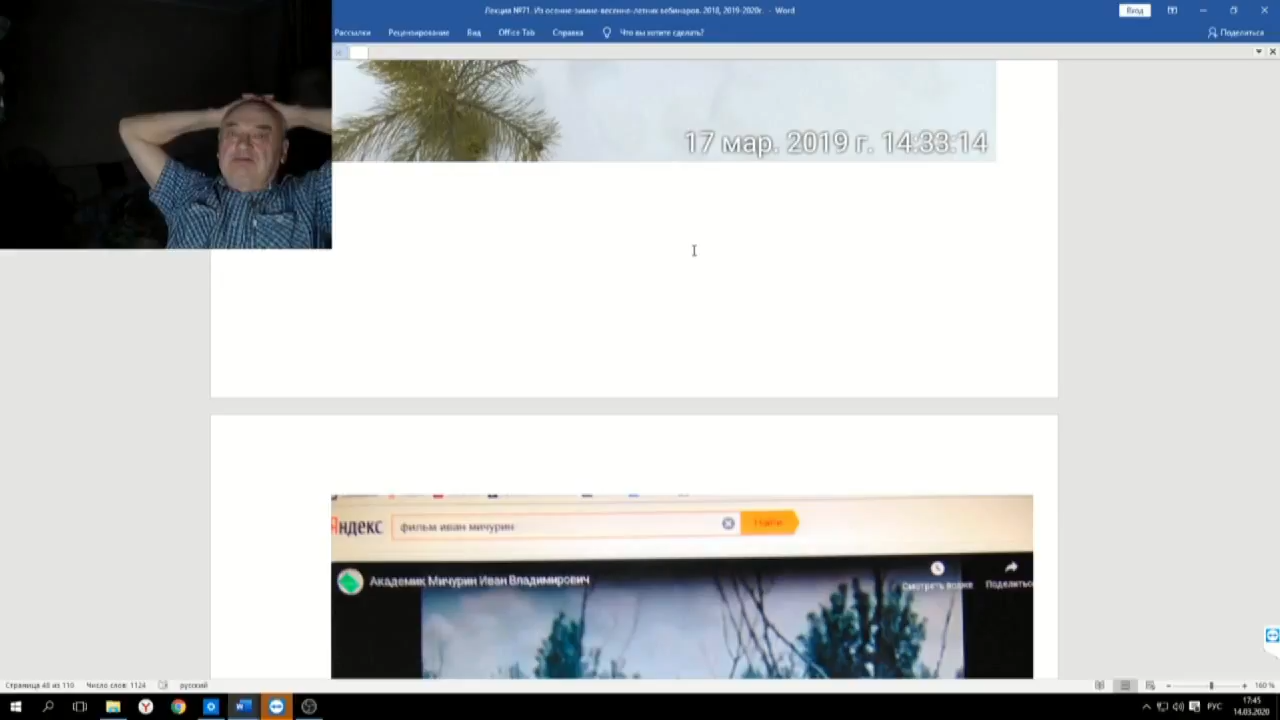 Лекция №71. Из осенне-зимне-весенне-летних вебинаров. 2018, 2019-2020г. - Word
Вход
Рассылки Рецензирование Вид Office Tab Справка Что вы хотите сделать? Поделиться
17 мар. 2019 г. 14:33:14
Яндекс фильм иван мичурин Найти
Академик Мичурин Иван Владимирович
Смотреть позже Поделиться
Страница 48 из 110 Число слов: 1124 русский 160 %
РУС 17:45
14.03.2020